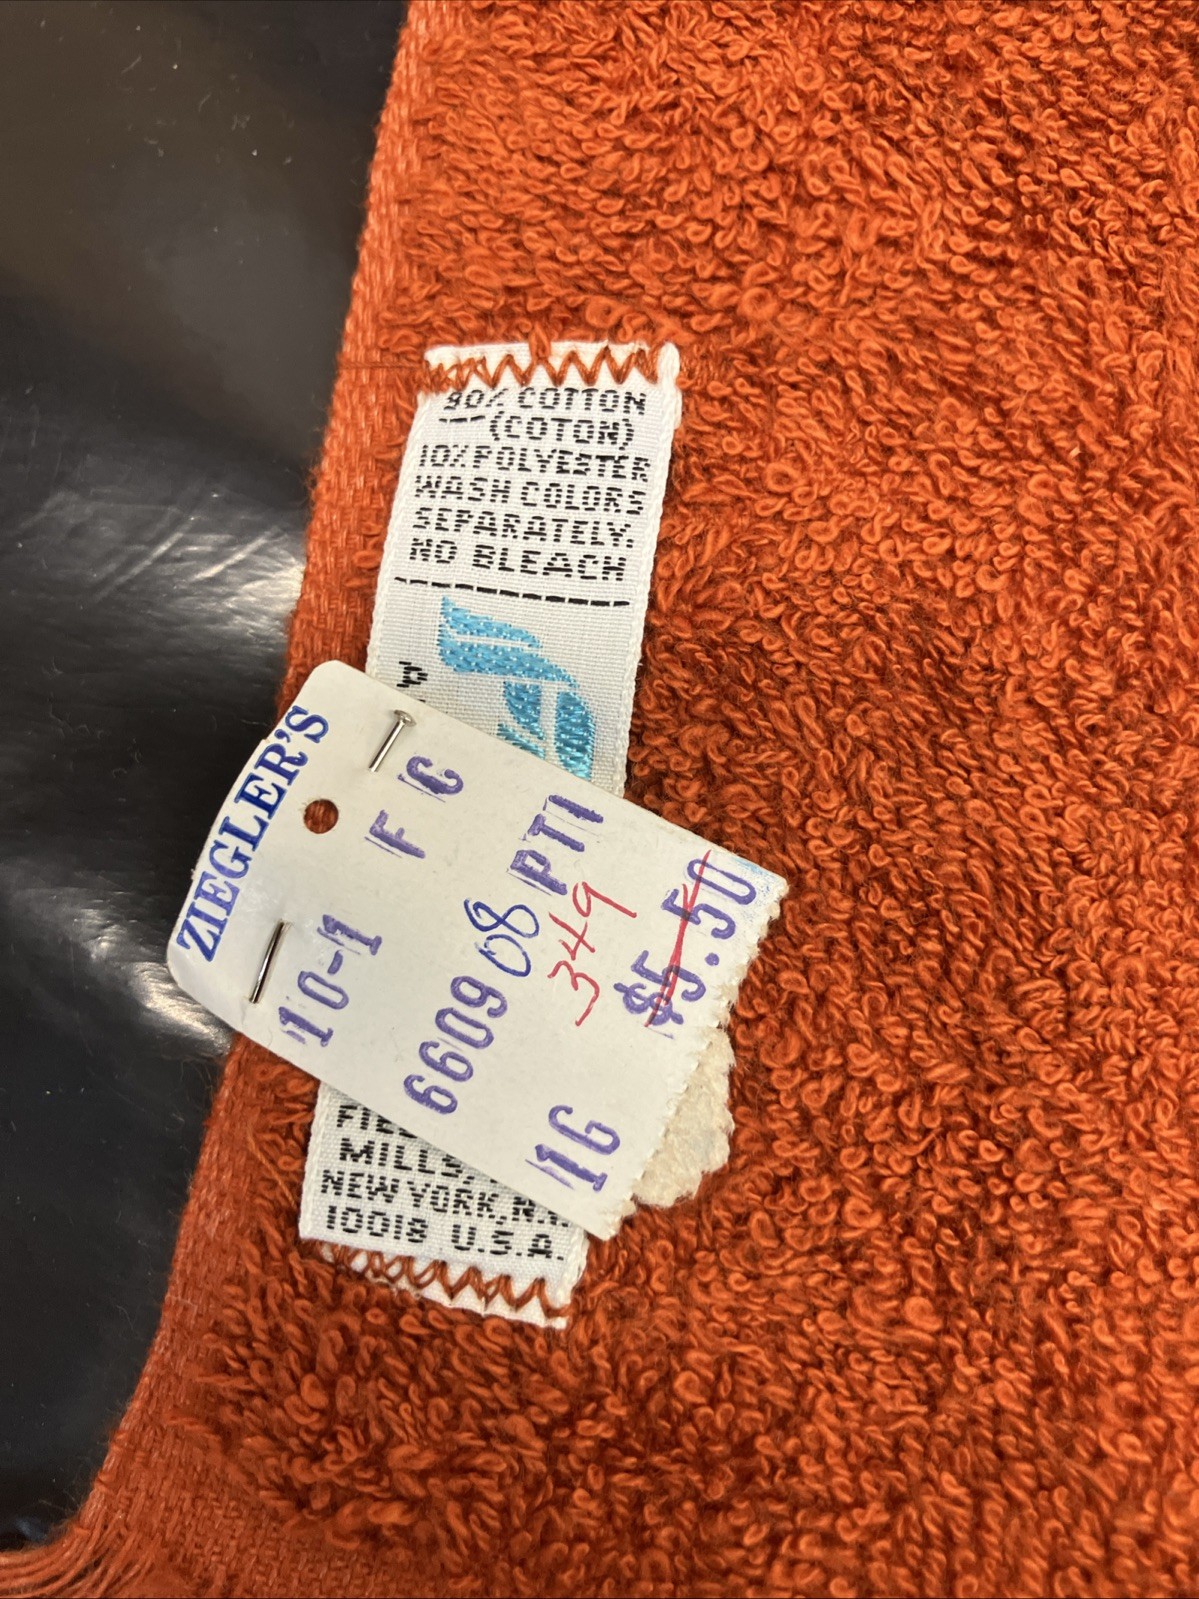 90% COTTON
(COTON)
10% POLYESTER
WASH COLORS
SEPARATELY.
NO BLEACH
ZIEGLER'S
10-1 F C
6609 08 PTI
349
$5.50
1G
MILLS,
NEW YORK, N.Y.
10018 U.S.A.